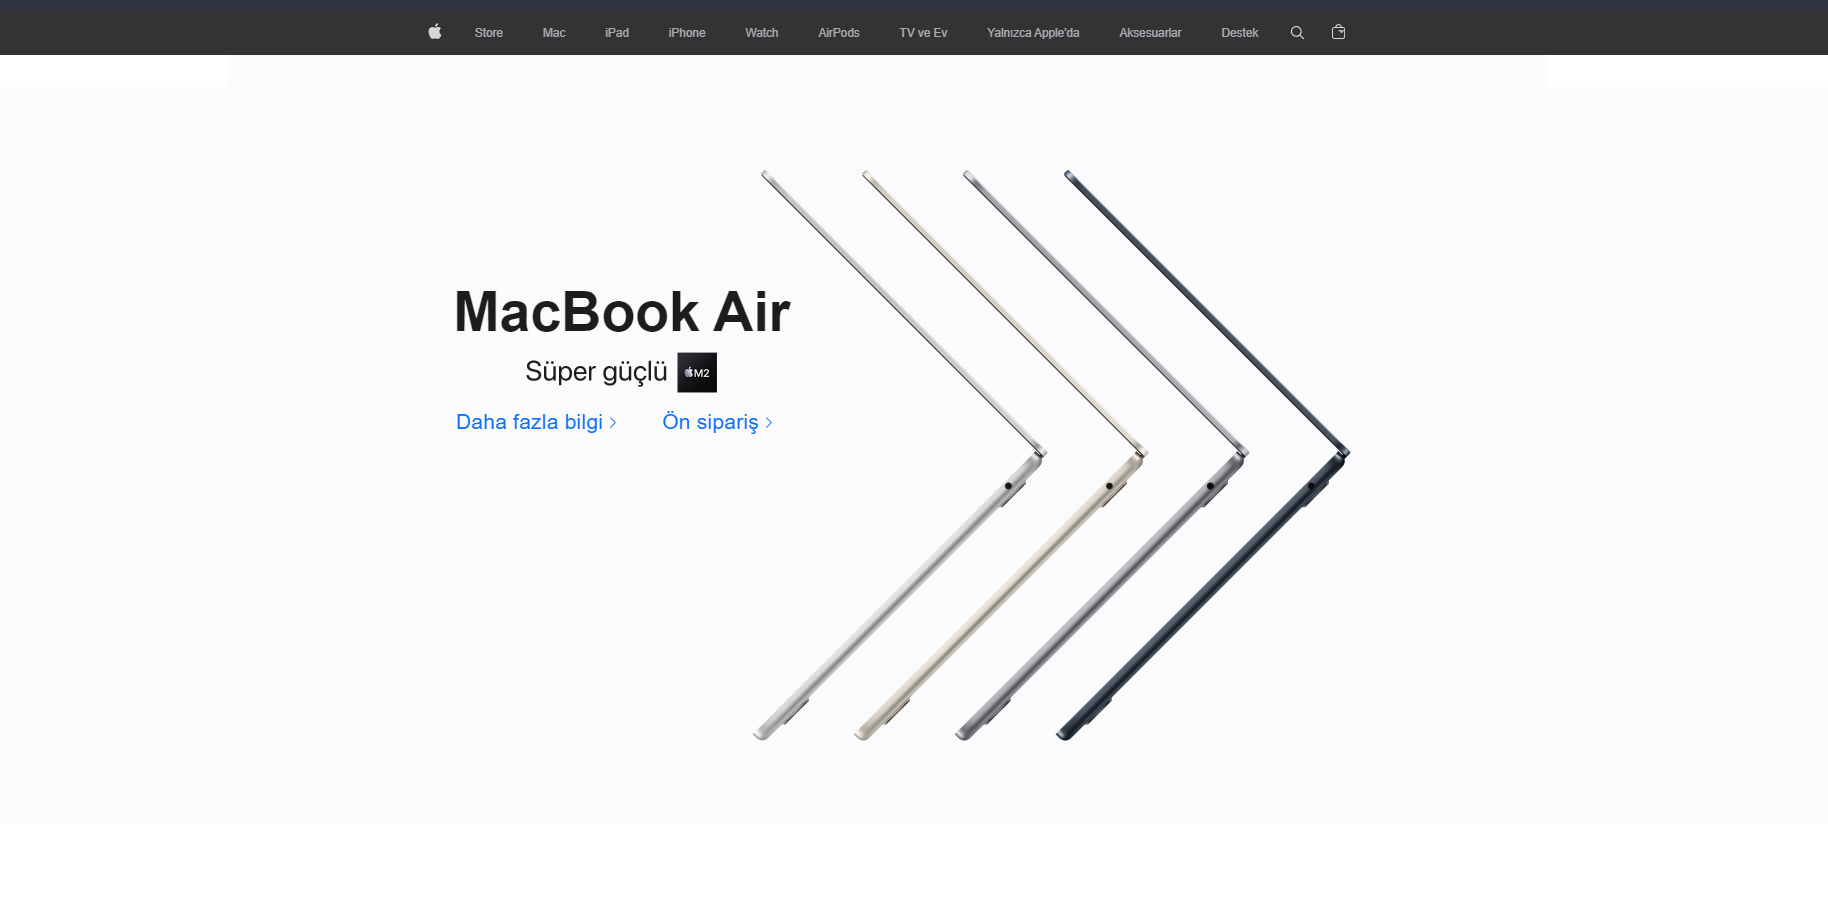 Store Mac iPad iPhone Watch AirPods TV ve Ev Yalnızca Apple'da Aksesuarlar Destek
MacBook Air
Süper güçlü M2
Daha fazla bilgi Ön sipariş